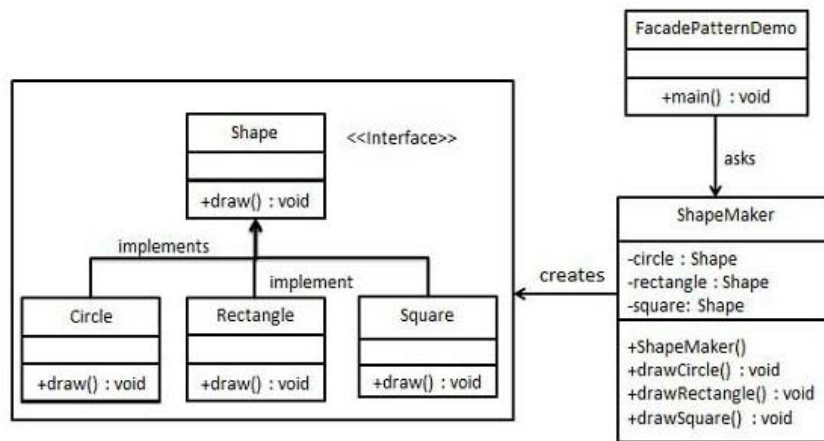 FacadePatternDemo
+main() : void
asks
Shape
<<Interface>>
+draw() : void
implements
implement
Circle
+draw() : void
Rectangle
+draw() : void
Square
+draw() : void
creates
ShapeMaker
-circle : Shape
-rectangle : Shape
-square: Shape
+ShapeMaker()
+drawCircle() : void
+drawRectangle() : void
+drawSquare() : void